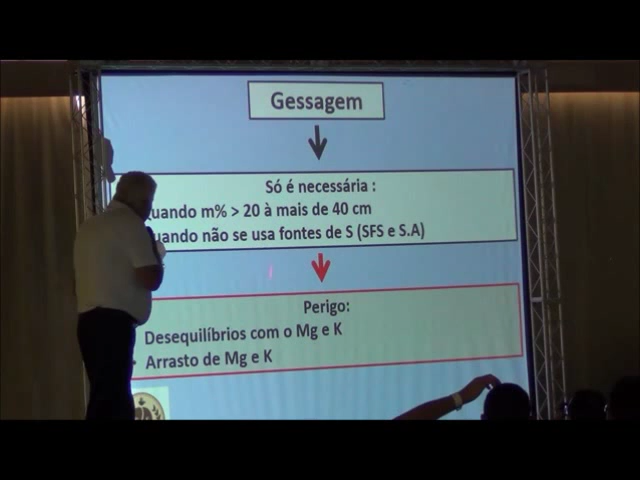 Gessagem
Só é necessária :
uando m% > 20 à mais de 40 cm
uando não se usa fontes de S (SFS e S.A)
Perigo:
Desequilíbrios com o Mg e K
• Arrasto de Mg e K